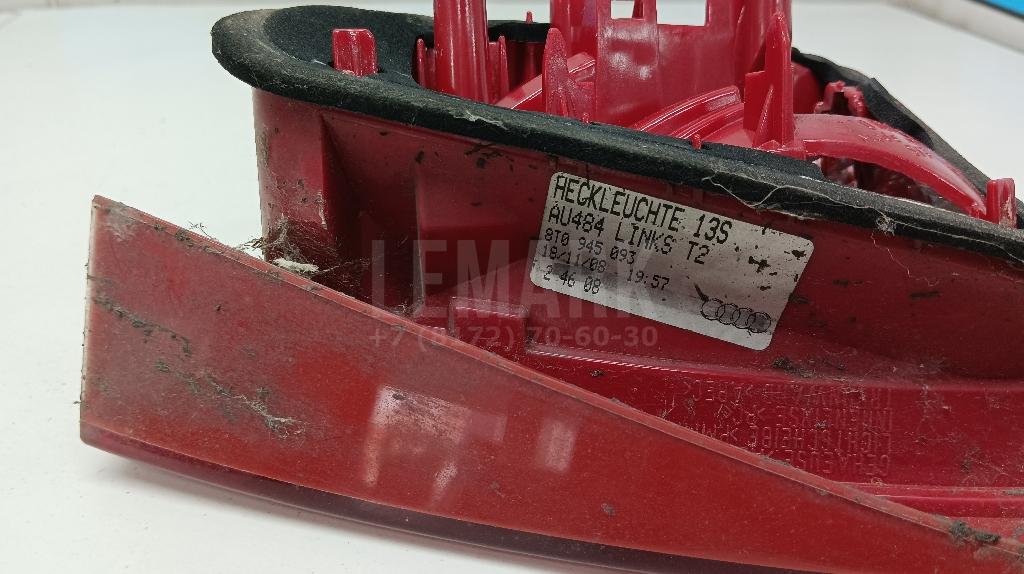 HECKLEUCHTE 13S
AU484 LINKS T2
8T0 945 093
18/11/08 19:57
2 46 08
LEMARK
+7 (8172) 70-60-30